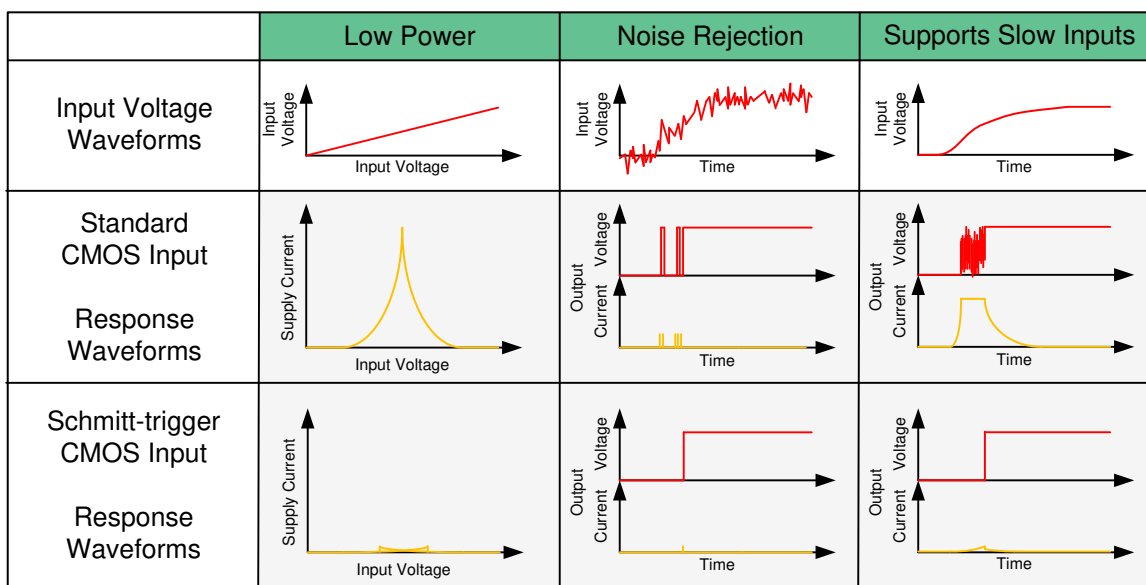 Low Power
Noise Rejection
Supports Slow Inputs
Input Voltage
Waveforms
Input
Voltage
Input Voltage
Input
Voltage
Time
Input
Voltage
Time
Standard
CMOS Input
Response
Waveforms
Supply Current
Input Voltage
Output
Voltage
Current
Time
Output
Voltage
Current
Time
Schmitt-trigger
CMOS Input
Response
Waveforms
Supply Current
Input Voltage
Output
Voltage
Current
Time
Output
Voltage
Current
Time